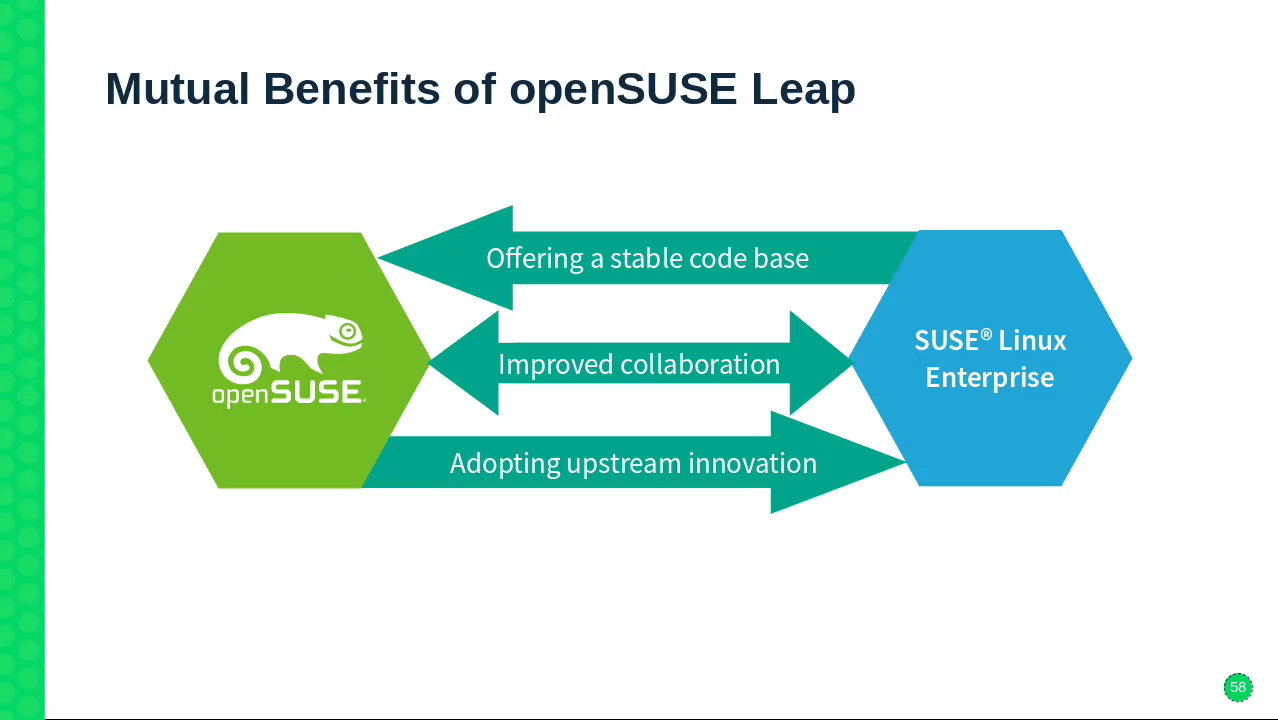 Mutual Benefits of openSUSE Leap
Offering a stable code base
openSUSE
Improved collaboration
SUSE® Linux
Enterprise
Adopting upstream innovation
58